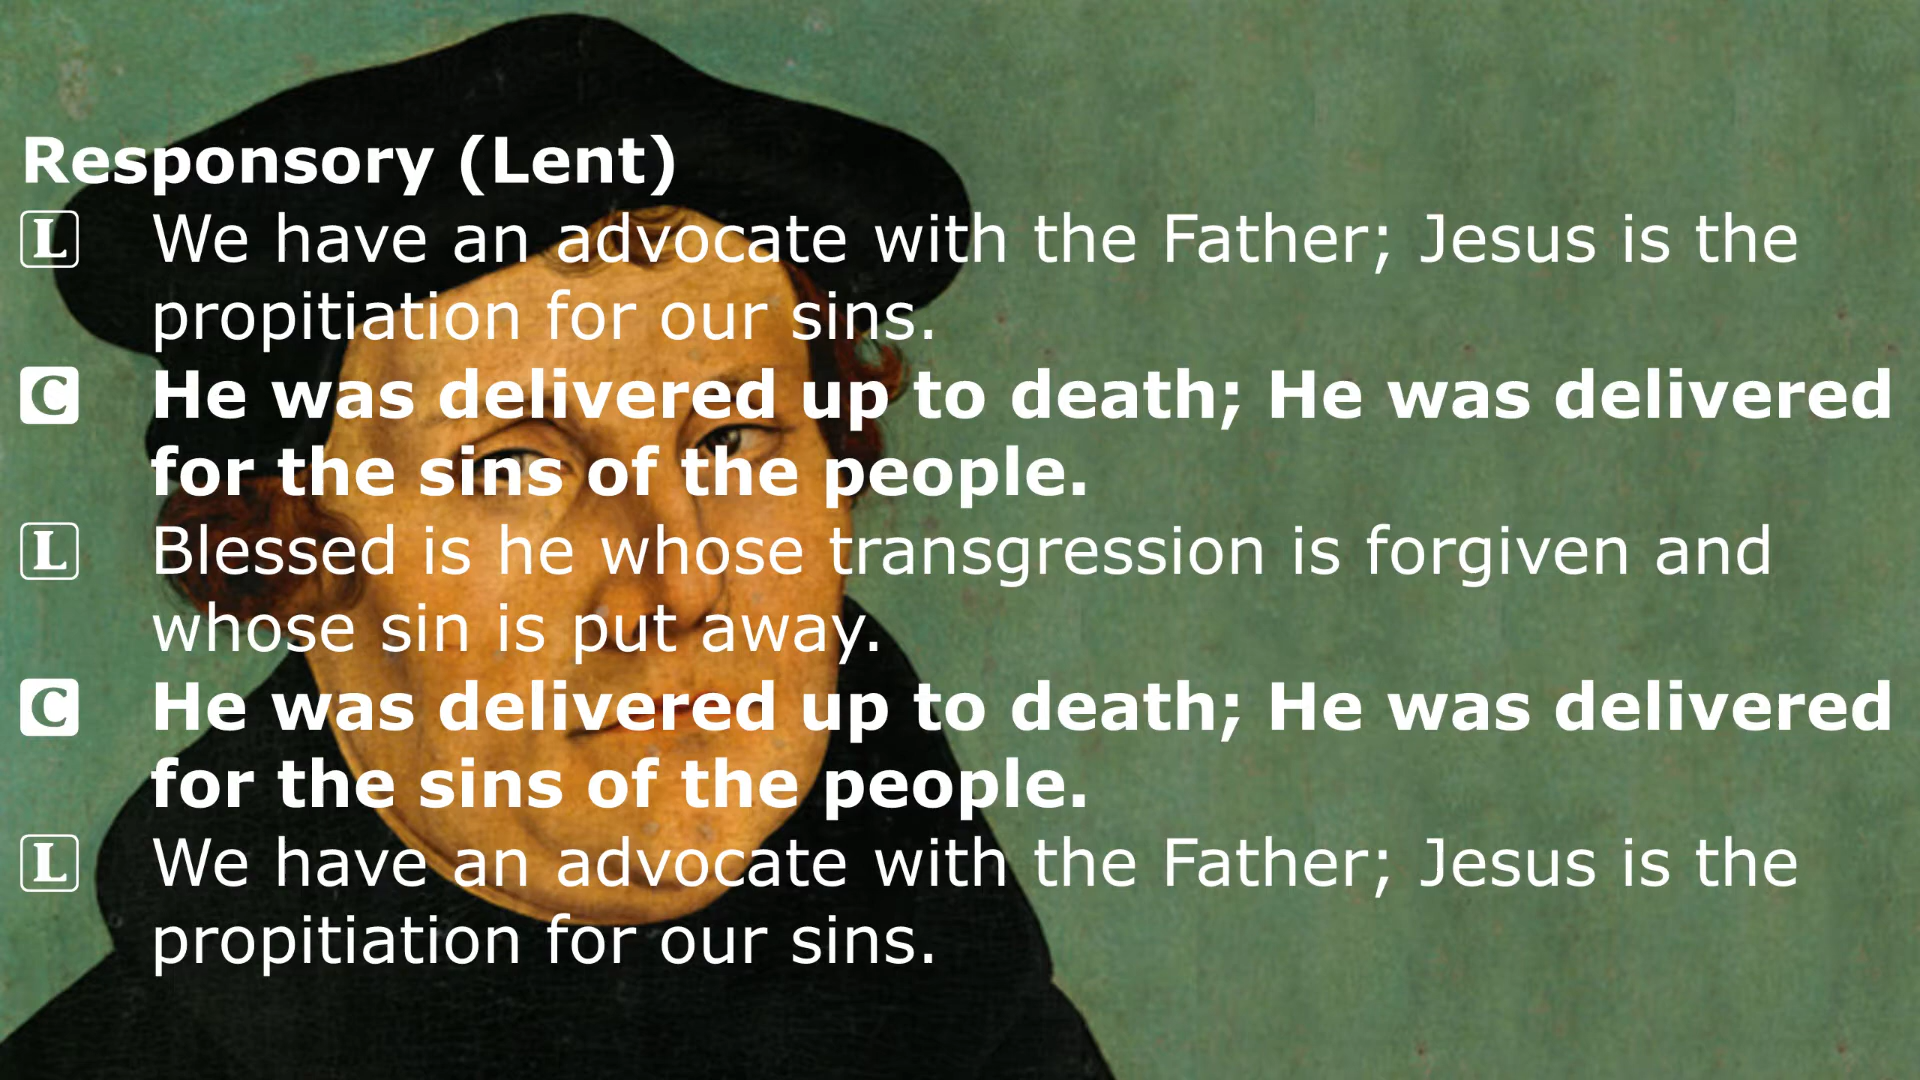 Responsory (Lent)
L We have an advocate with the Father; Jesus is the
propitiation for our sins.
C He was delivered up to death; He was delivered
for the sins of the people.
L Blessed is he whose transgression is forgiven and
whose sin is put away.
C He was delivered up to death; He was delivered
for the sins of the people.
L We have an advocate with the Father; Jesus is the
propitiation for our sins.